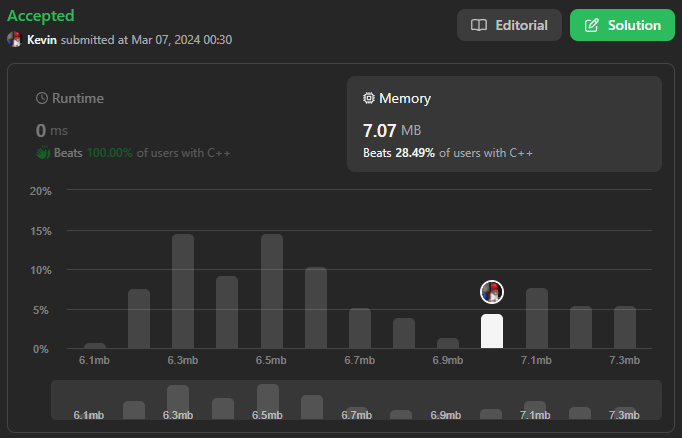 Accepted
Kevin submitted at Mar 07, 2024 00:30
Editorial
Solution
Runtime
0 ms
Beats 100.00% of users with C++
Memory
7.07 MB
Beats 28.49% of users with C++
20%
15%
10%
5%
0%
6.1mb 6.3mb 6.5mb 6.7mb 6.9mb 7.1mb 7.3mb
6.1mb 6.3mb 6.5mb 6.7mb 6.9mb 7.1mb 7.3mb